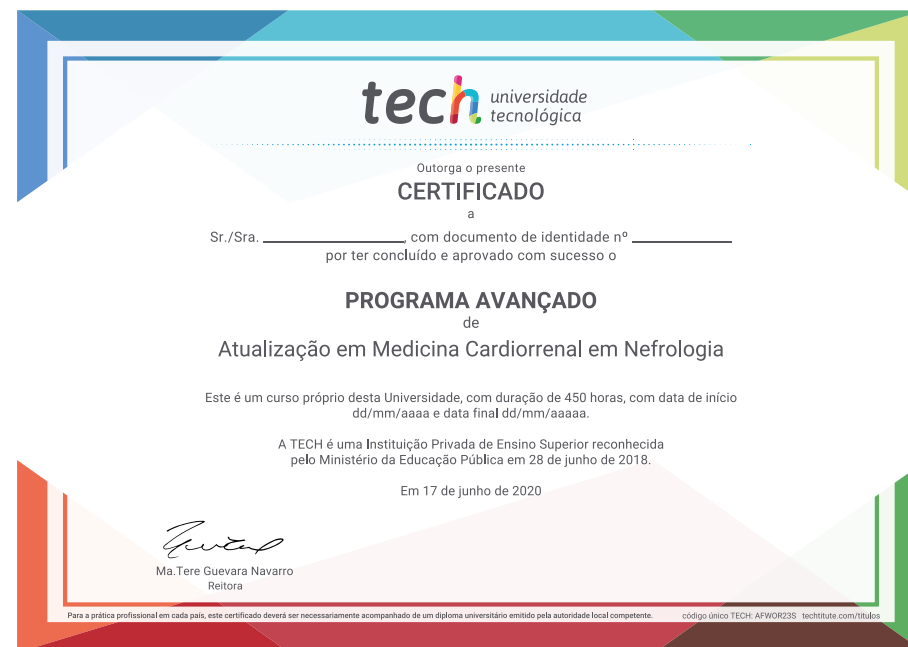 tech universidade
tecnológica
Outorga o presente
CERTIFICADO
a
Sr./Sra. ____________, com documento de identidade nº ____________
por ter concluído e aprovado com sucesso o
PROGRAMA AVANÇADO
de
Atualização em Medicina Cardiorrenal em Nefrologia
Este é um curso próprio desta Universidade, com duração de 450 horas, com data de início
dd/mm/aaaa e data final dd/mm/aaaaa.
A TECH é uma Instituição Privada de Ensino Superior reconhecida
pelo Ministério da Educação Pública em 28 de junho de 2018.
Em 17 de junho de 2020
Ma.Tere Guevara Navarro
Reitora
Para a prática profissional em cada país, este certificado deverá ser necessariamente acompanhado de um diploma universitário emitido pela autoridade local competente. código único TECH: AFWOR23S techtitute.com/titulos